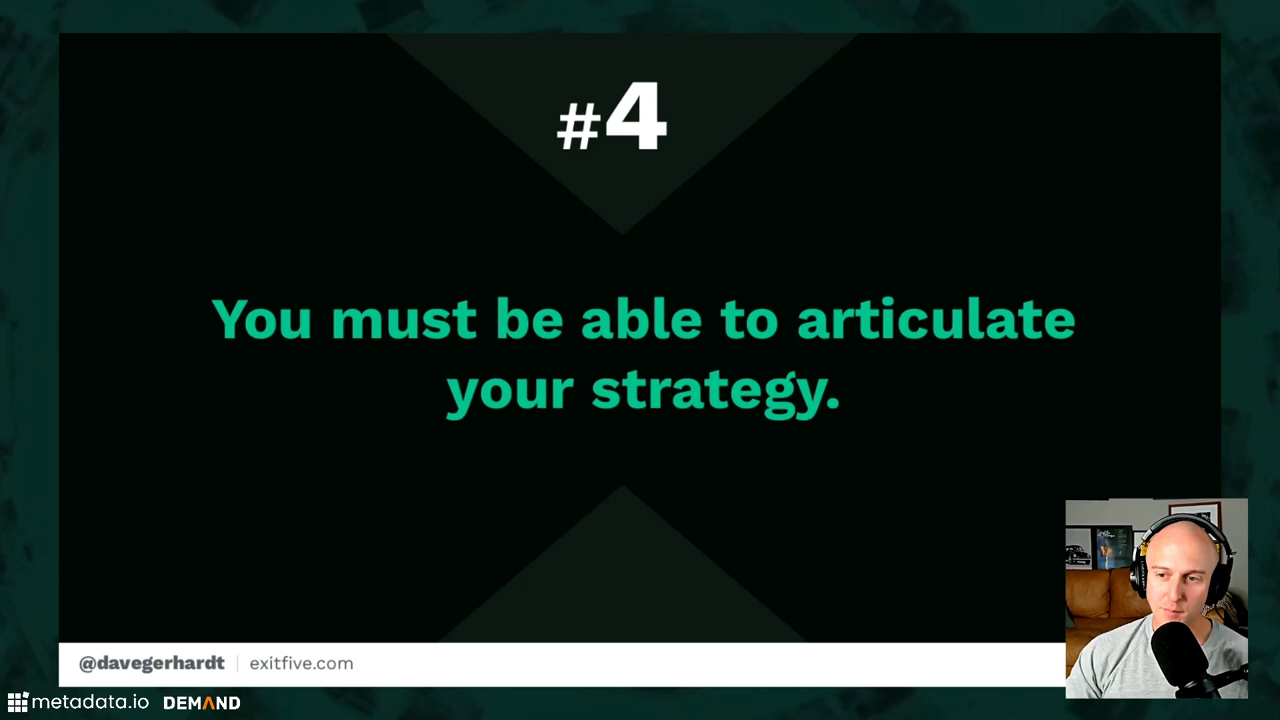 #4
You must be able to articulate
your strategy.
@davegerhardt | exitfive.com
metadata.io DEMAND